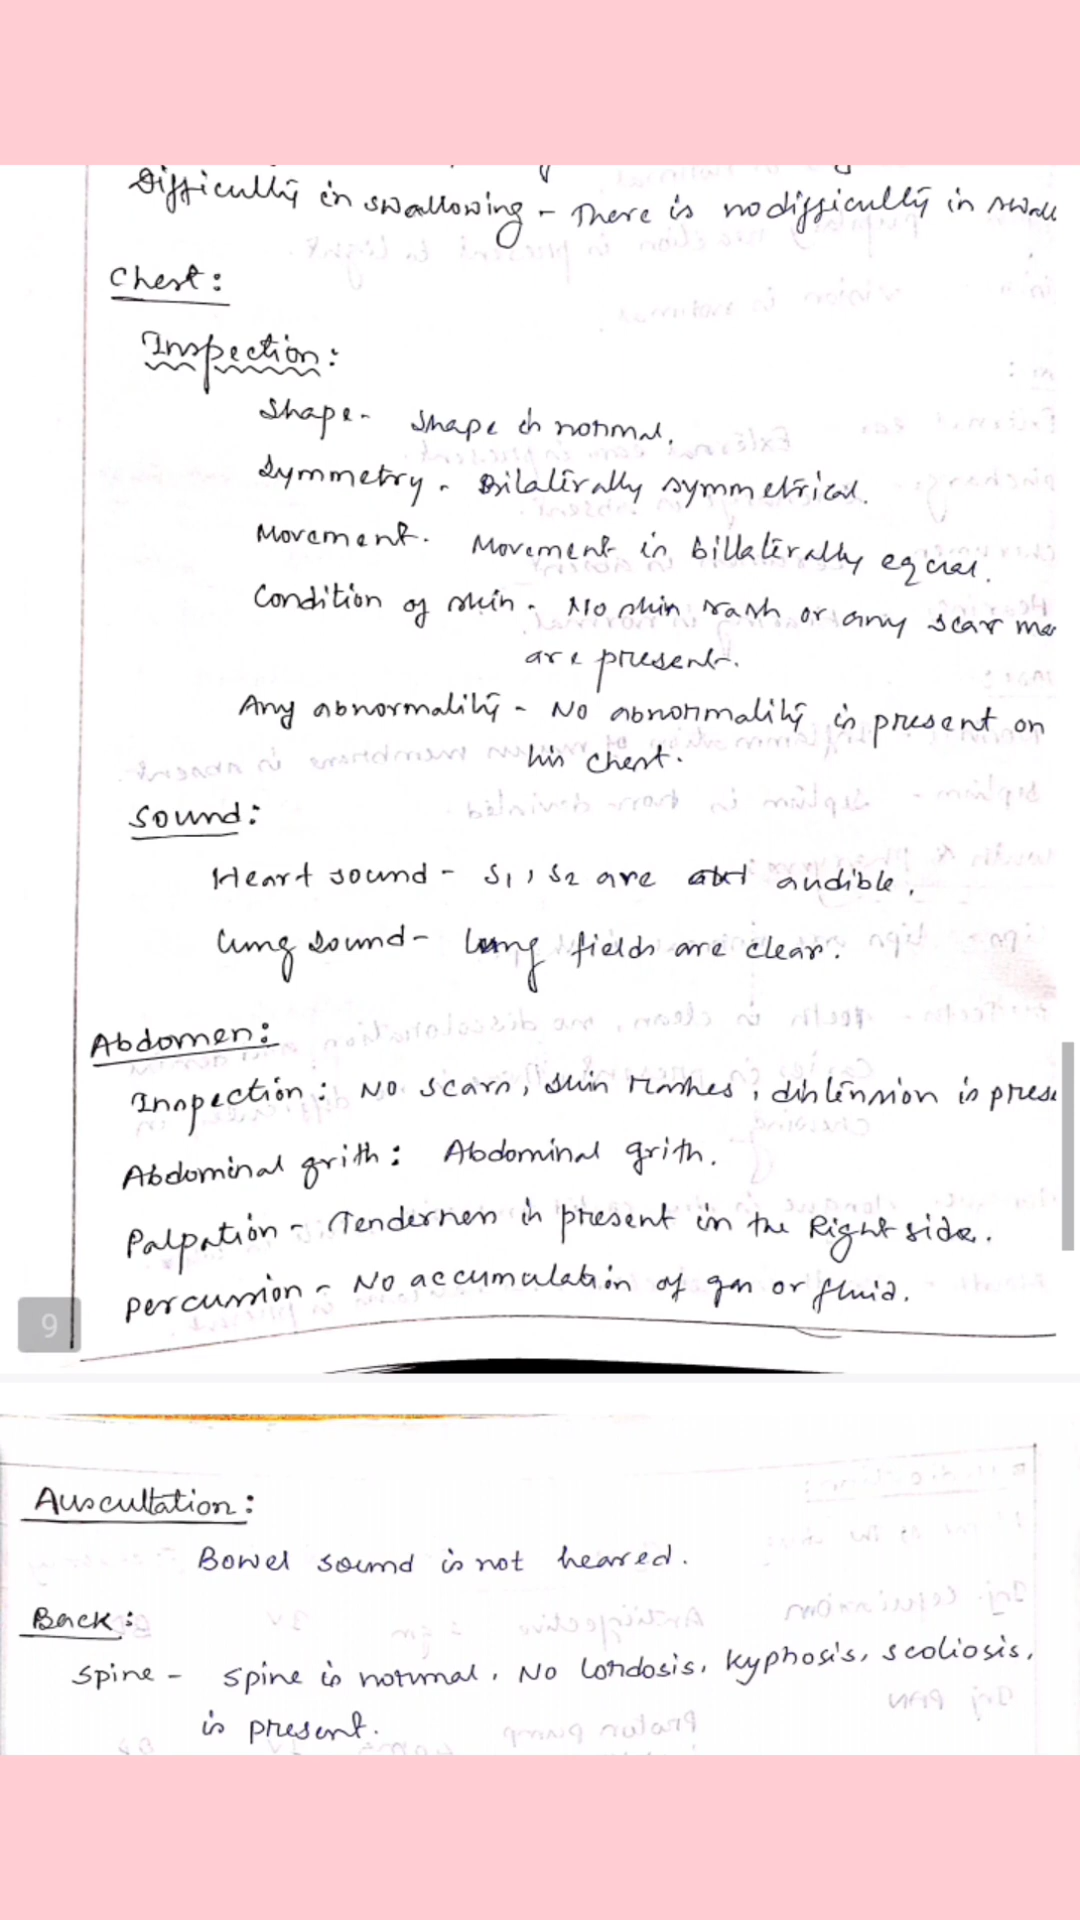 Difficulty in swallowing - There is no difficulty in swall
Chest:
Inspection:
Shape - Shape is normal.
Symmetry - Bilaterally symmetrical.
Movement - Movement is billaterally equal.
Condition of skin - No skin rash or any scar
are present.
Any abnormality - No abnormality is present on
his chest.
Sound:
Heart sound - S1, S2 are audible.
Lung sound - Lung fields are clear.
Abdomen:
Inspection: No scars, skin rashes, distension is prese
Abdominal grith: Abdominal grith.
Palpation - Tenderness is present in the Right side.
Percussion - No accumulation of gas or fluid.
9
Auscultation:
Bowel sound is not heared.
Back:
Spine - Spine is normal. No lordosis, kyphosis, scoliosis,
is present.